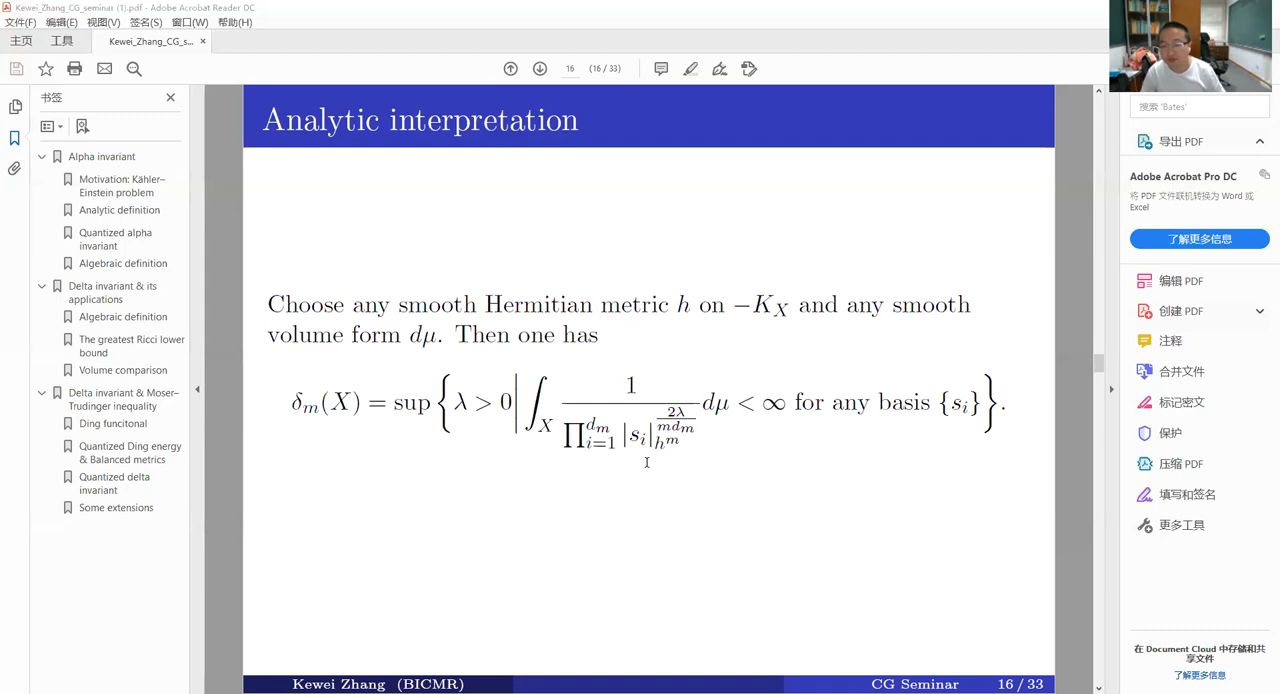 Kewei_Zhang_CG_seminar (1).pdf - Adobe Acrobat Reader DC
文件(F) 编辑(E) 视图(V) 签名(S) 窗口(W) 帮助(H)
主页 工具 Kewei_Zhang_CG_s... ×
16 (16 / 33)
书签
Alpha invariant
Motivation: Kähler–
Einstein problem
Analytic definition
Quantized alpha
invariant
Algebraic definition
Delta invariant & its
applications
Algebraic definition
The greatest Ricci lower
bound
Volume comparison
Delta invariant & Moser–
Trudinger inequality
Ding funcitonal
Quantized Ding energy
& Balanced metrics
Quantized delta
invariant
Some extensions
Analytic interpretation
Choose any smooth Hermitian metric h on −K_X and any smooth
volume form dμ. Then one has
δ_m(X) = sup{λ > 0 | ∫_X 1/(∏_{i=1}^{d_m} |s_i|_{h^m}^{2λ/(md_m)}) dμ < ∞ for any basis {s_i}}.
Kewei Zhang (BICMR) CG Seminar 16 / 33
搜索 'Bates'
导出 PDF
Adobe Acrobat Pro DC
将 PDF 文件联机转换为 Word 或
Excel
了解更多信息
编辑 PDF
创建 PDF
注释
合并文件
标记密文
保护
压缩 PDF
填写和签名
更多工具
在 Document Cloud 中存储和共
享文件
了解更多信息